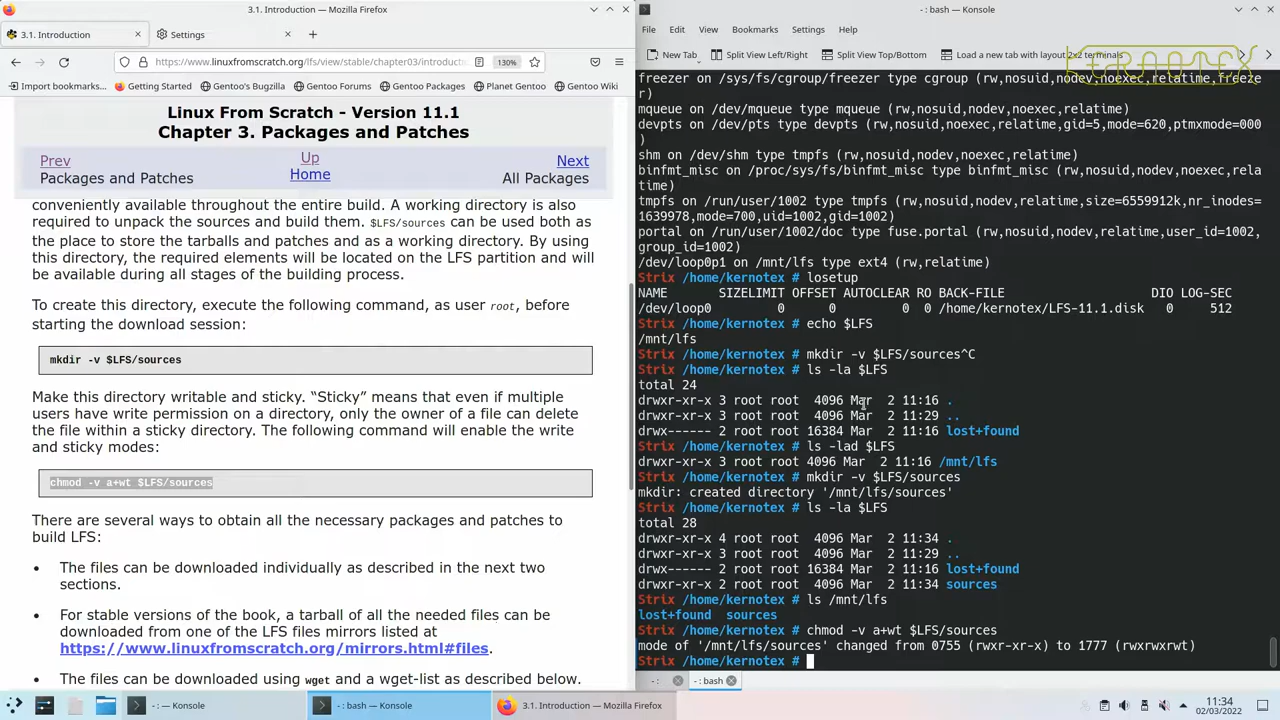 3.1. Introduction — Mozilla Firefox
3.1. Introduction
Settings
https://www.linuxfromscratch.org/lfs/view/stable/chapter03/introducti
130%
Import bookmarks...
Getting Started
Gentoo's Bugzilla
Gentoo Forums
Gentoo Packages
Planet Gentoo
Gentoo Wiki
Linux From Scratch - Version 11.1
Chapter 3. Packages and Patches
Prev
Up
Next
Packages and Patches
Home
All Packages
conveniently available throughout the entire build. A working directory is also
required to unpack the sources and build them. $LFS/sources can be used both as
the place to store the tarballs and patches and as a working directory. By using
this directory, the required elements will be located on the LFS partition and will
be available during all stages of the building process.
To create this directory, execute the following command, as user root, before
starting the download session:
mkdir -v $LFS/sources
Make this directory writable and sticky. “Sticky” means that even if multiple
users have write permission on a directory, only the owner of a file can delete
the file within a sticky directory. The following command will enable the write
and sticky modes:
chmod -v a+wt $LFS/sources
There are several ways to obtain all the necessary packages and patches to
build LFS:
• The files can be downloaded individually as described in the next two
sections.
• For stable versions of the book, a tarball of all the needed files can be
downloaded from one of the LFS files mirrors listed at
https://www.linuxfromscratch.org/mirrors.html#files.
• The files can be downloaded using wget and a wget-list as described below.
- : bash — Konsole
File Edit View Bookmarks Settings Help
New Tab
Split View Left/Right
Split View Top/Bottom
Load a new tab with layout 2x2 terminals
KERNOTEX
freezer on /sys/fs/cgroup/freezer type cgroup (rw,nosuid,nodev,noexec,relatime,freeze
r)
mqueue on /dev/mqueue type mqueue (rw,nosuid,nodev,noexec,relatime)
devpts on /dev/pts type devpts (rw,nosuid,noexec,relatime,gid=5,mode=620,ptmxmode=000
)
shm on /dev/shm type tmpfs (rw,nosuid,nodev,noexec,relatime)
binfmt_misc on /proc/sys/fs/binfmt_misc type binfmt_misc (rw,nosuid,nodev,noexec,rela
time)
tmpfs on /run/user/1002 type tmpfs (rw,nosuid,nodev,relatime,size=6559912k,nr_inodes=
1639978,mode=700,uid=1002,gid=1002)
portal on /run/user/1002/doc type fuse.portal (rw,nosuid,nodev,relatime,user_id=1002,
group_id=1002)
/dev/loop0p1 on /mnt/lfs type ext4 (rw,relatime)
Strix /home/kernotex # losetup
NAME SIZELIMIT OFFSET AUTOCLEAR RO BACK-FILE DIO LOG-SEC
/dev/loop0 0 0 0 0 /home/kernotex/LFS-11.1.disk 0 512
Strix /home/kernotex # echo $LFS
/mnt/lfs
Strix /home/kernotex # mkdir -v $LFS/sources^C
Strix /home/kernotex # ls -la $LFS
total 24
drwxr-xr-x 3 root root 4096 Mar 2 11:16 .
drwxr-xr-x 3 root root 4096 Mar 2 11:29 ..
drwx------ 2 root root 16384 Mar 2 11:16 lost+found
Strix /home/kernotex # ls -lad $LFS
drwxr-xr-x 3 root root 4096 Mar 2 11:16 /mnt/lfs
Strix /home/kernotex # mkdir -v $LFS/sources
mkdir: created directory '/mnt/lfs/sources'
Strix /home/kernotex # ls -la $LFS
total 28
drwxr-xr-x 4 root root 4096 Mar 2 11:34 .
drwxr-xr-x 3 root root 4096 Mar 2 11:29 ..
drwx------ 2 root root 16384 Mar 2 11:16 lost+found
drwxr-xr-x 2 root root 4096 Mar 2 11:34 sources
Strix /home/kernotex # ls /mnt/lfs
lost+found sources
Strix /home/kernotex # chmod -v a+wt $LFS/sources
mode of '/mnt/lfs/sources' changed from 0755 (rwxr-xr-x) to 1777 (rwxrwxrwt)
Strix /home/kernotex #
- :
- : bash
- : — Konsole
- : bash — Konsole
3.1. Introduction — Mozilla Firefox
11:34
02/03/2022